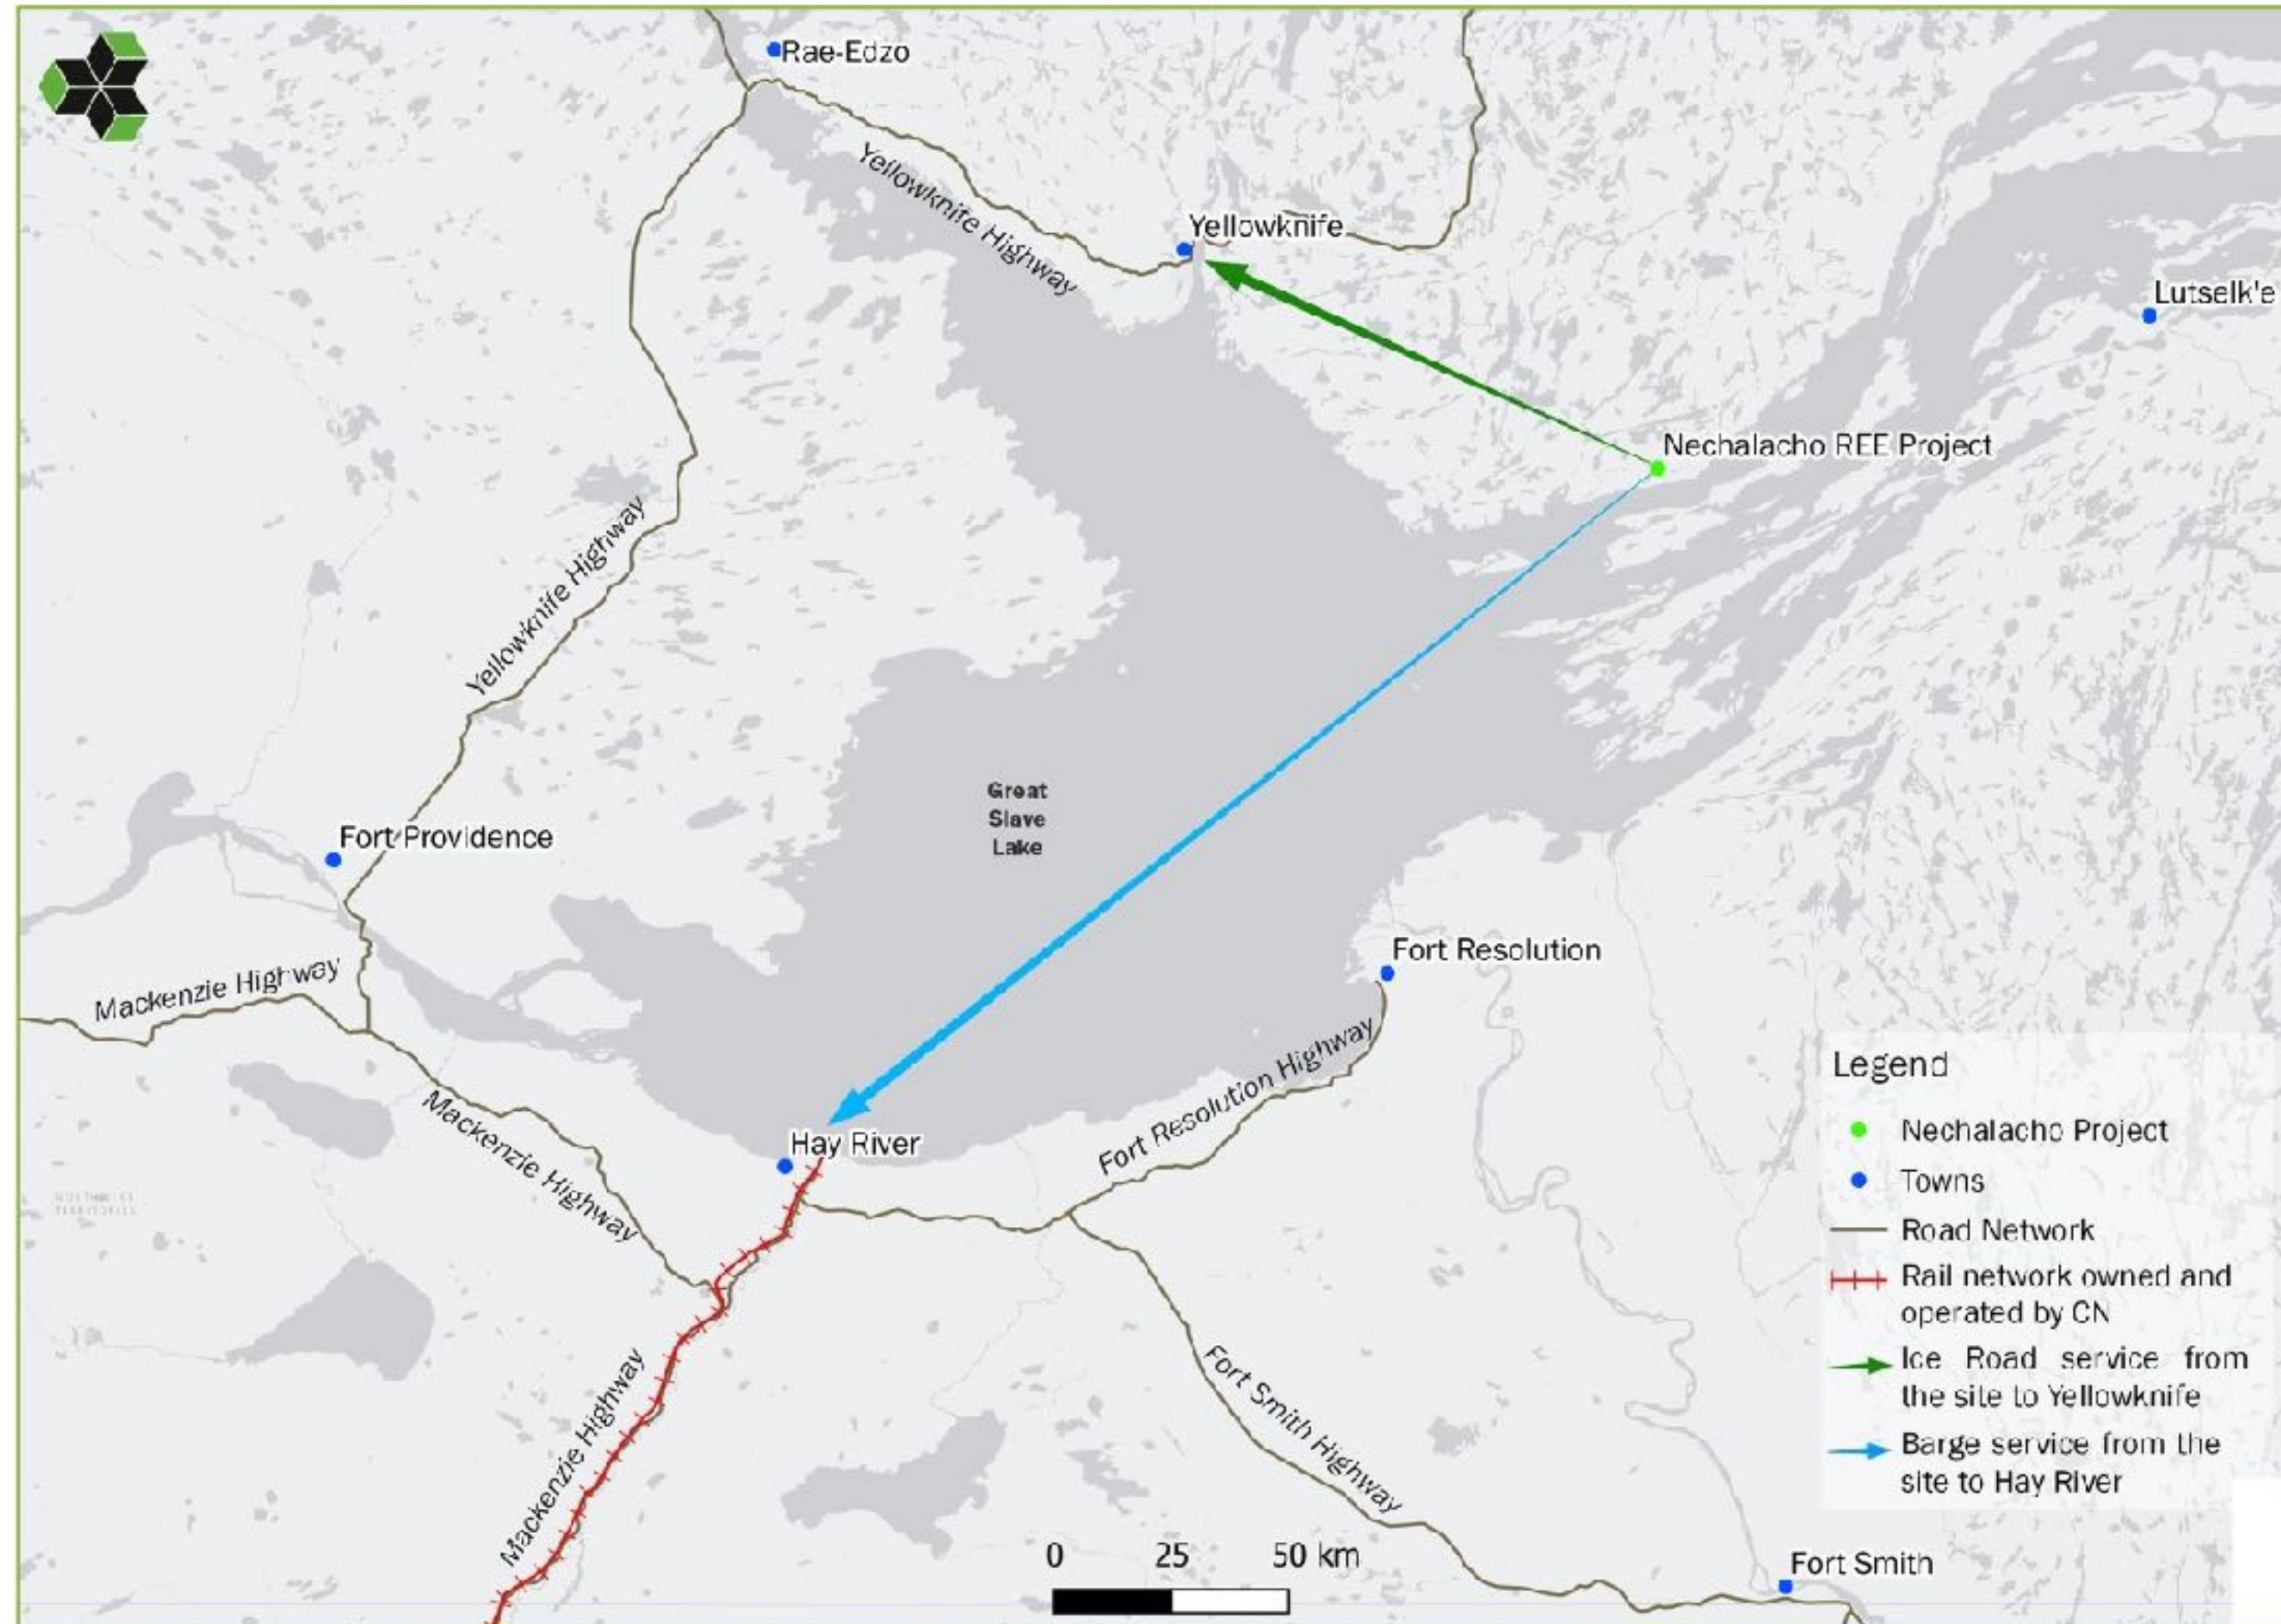 Rae-Edzo
Yellowknife Highway
Yellowknife
Lutselk'e
Nechalacho REE Project
Yellowknife Highway
Great
Slave
Lake
Fort Providence
Fort Resolution
Mackenzie Highway
Fort Resolution Highway
Mackenzie Highway
Hay River
NORTHWEST
TERRITORIES
Mackenzie Highway
Fort Smith Highway
0 25 50 km
Fort Smith
Legend
Nechalacho Project
Towns
Road Network
Rail network owned and
operated by CN
Ice Road service from
the site to Yellowknife
Barge service from the
site to Hay River